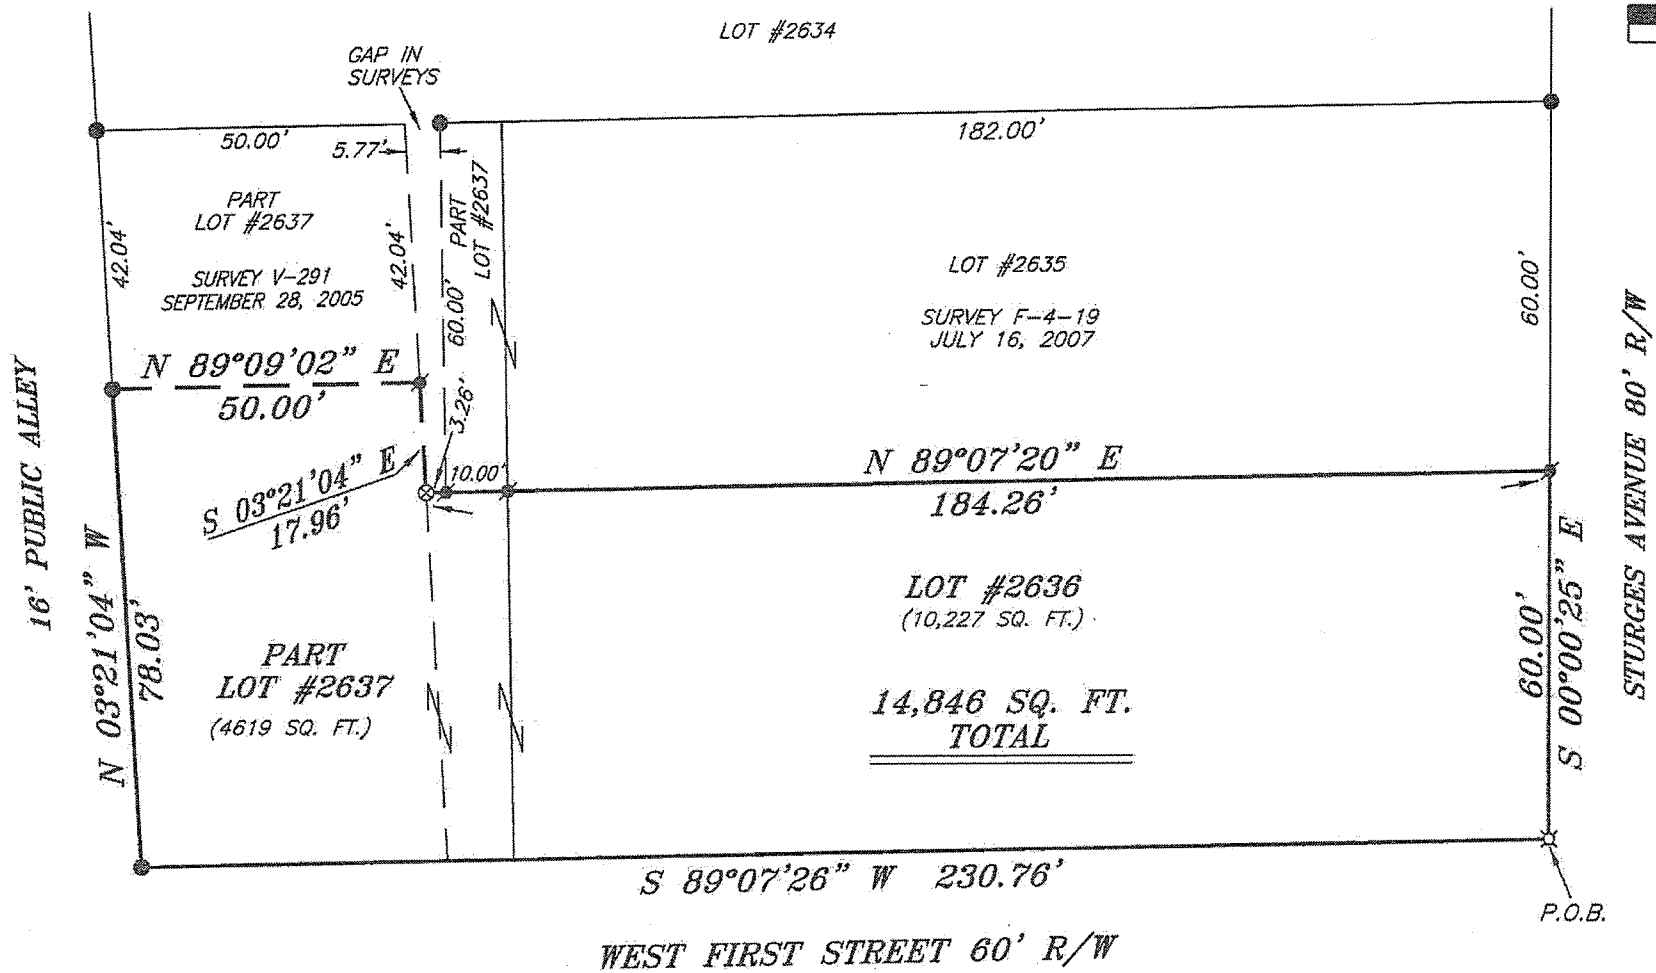 LOT #2634
GAP IN
SURVEYS
50.00'
5.77'
182.00'
PART
LOT #2637
42.04'
42.04'
SURVEY V-291
SEPTEMBER 28, 2005
PART
LOT #2637
60.00'
LOT #2635
SURVEY F-4-19
JULY 16, 2007
60.00'
N 89°09'02" E
50.00'
3.26'
10.00'
S 03°21'04" E
17.96'
N 89°07'20" E
184.26'
16' PUBLIC ALLEY
STURGES AVENUE 80' R/W
N 03°21'04" W
78.03'
PART
LOT #2637
(4619 SQ. FT.)
LOT #2636
(10,227 SQ. FT.)
14,846 SQ. FT.
TOTAL
60.00'
S 00°00'25" E
S 89°07'26" W 230.76'
P.O.B.
WEST FIRST STREET 60' R/W